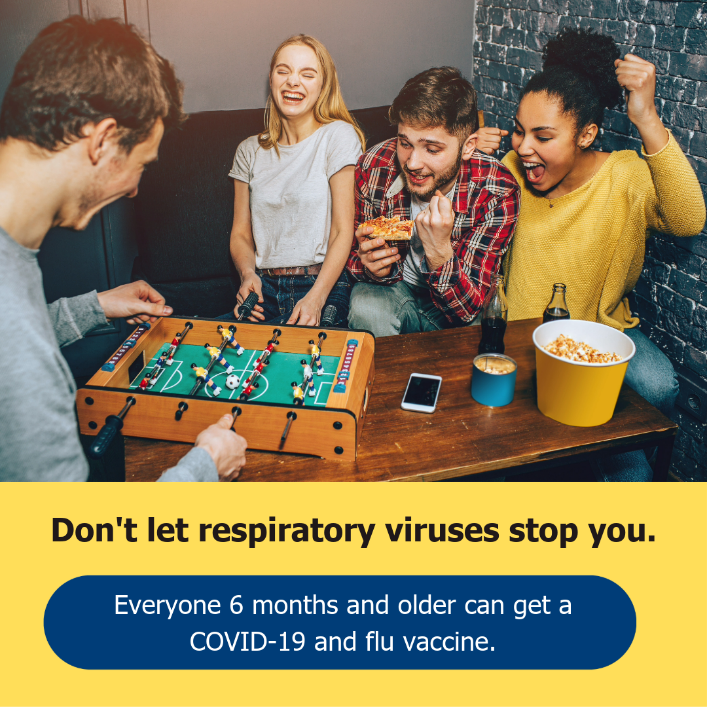 Don't let respiratory viruses stop you.
Everyone 6 months and older can get a
COVID-19 and flu vaccine.